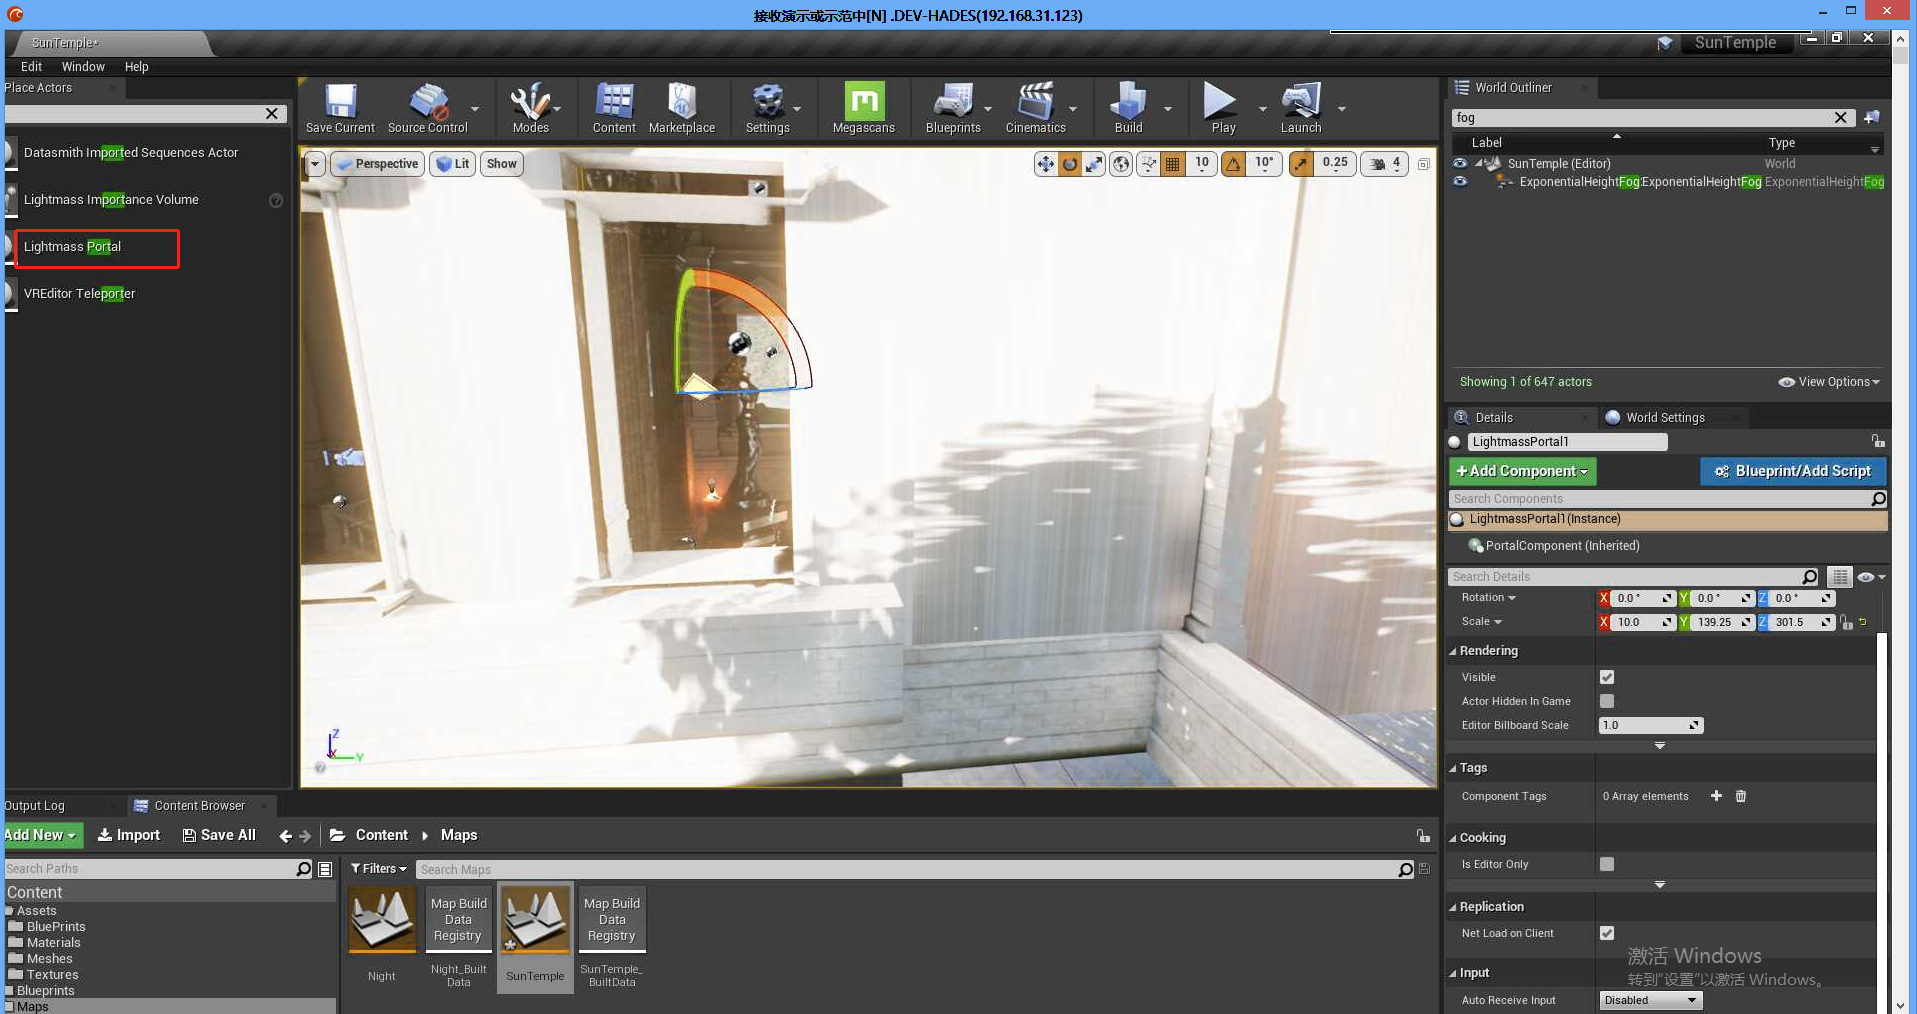 接收演示或示范中[N] .DEV-HADES(192.168.31.123)
SunTemple*
SunTemple
Edit Window Help
Place Actors
Datasmith Imported Sequences Actor
Lightmass Importance Volume
Lightmass Portal
VREditor Teleporter
Save Current
Source Control
Modes
Content
Marketplace
Settings
Megascans
Blueprints
Cinematics
Build
Play
Launch
Perspective
Lit
Show
10
10°
0.25
4
Z
X
Y
World Outliner
fog
Label
Type
SunTemple (Editor)
World
ExponentialHeightFog:ExponentialHeightFog
ExponentialHeightFog
Showing 1 of 647 actors
View Options
Details
World Settings
LightmassPortal1
+Add Component
Blueprint/Add Script
Search Components
LightmassPortal1(Instance)
PortalComponent (Inherited)
Search Details
Rotation
X 0.0 ° Y 0.0 ° Z 0.0 °
Scale
X 10.0 Y 139.25 Z 301.5
Rendering
Visible
Actor Hidden In Game
Editor Billboard Scale
1.0
Tags
Component Tags
0 Array elements
Cooking
Is Editor Only
Replication
Net Load on Client
Input
Auto Receive Input
Disabled
激活 Windows
转到“设置”以激活 Windows。
Output Log
Content Browser
Add New
Import
Save All
Content
Maps
Search Paths
Filters
Search Maps
Content
Assets
BluePrints
Materials
Meshes
Textures
Blueprints
Maps
Night
Map Build
Data
Registry
Night_Built
Data
SunTemple
Map Build
Data
Registry
SunTemple_
BuiltData